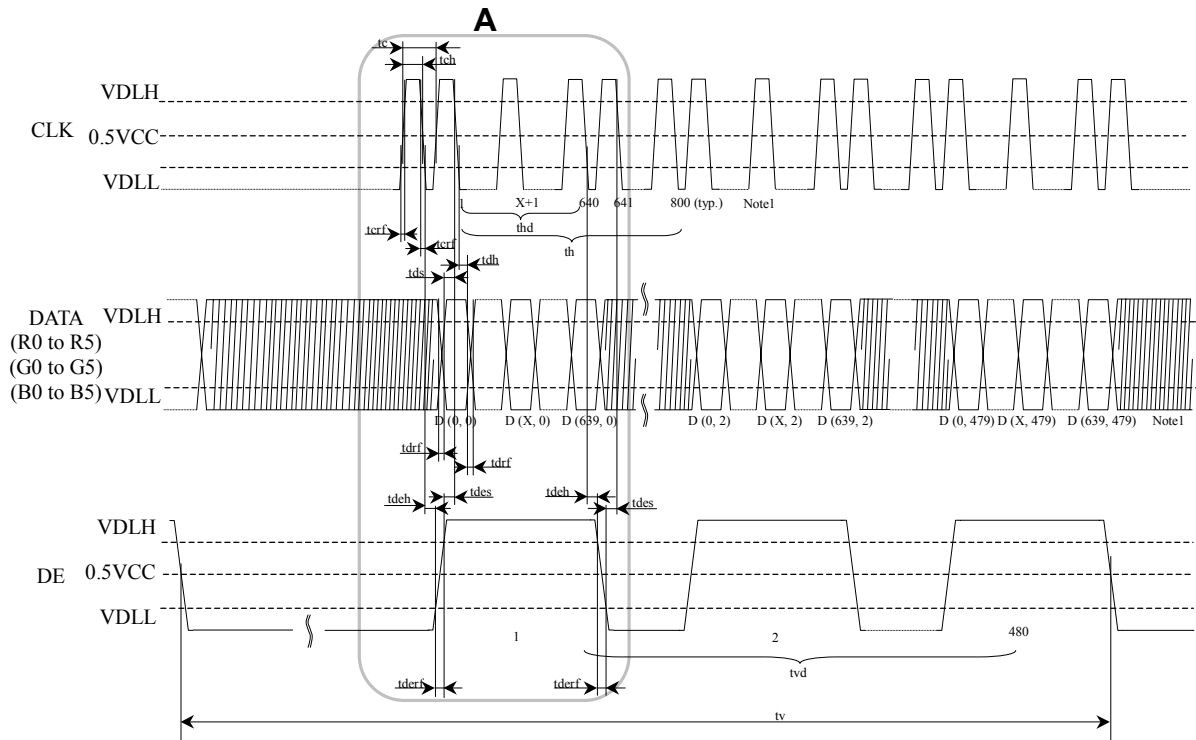 A
tc
tch
VDLH
CLK 0.5VCC
VDLL
1 X+1 640 641 800 (typ.) Note1
thd
th
tcrf
tcrf
tdh
tds
DATA
(R0 to R5)
(G0 to G5)
(B0 to B5)
VDLH
VDLL
D (0, 0) D (X, 0) D (639, 0) D (0, 2) D (X, 2) D (639, 2) D (0, 479) D (X, 479) D (639, 479) Note1
tdrf
tdrf
tdeh tdes tdeh tdes
VDLH
DE 0.5VCC
VDLL
1 2 480
tvd
tderf tderf
tv